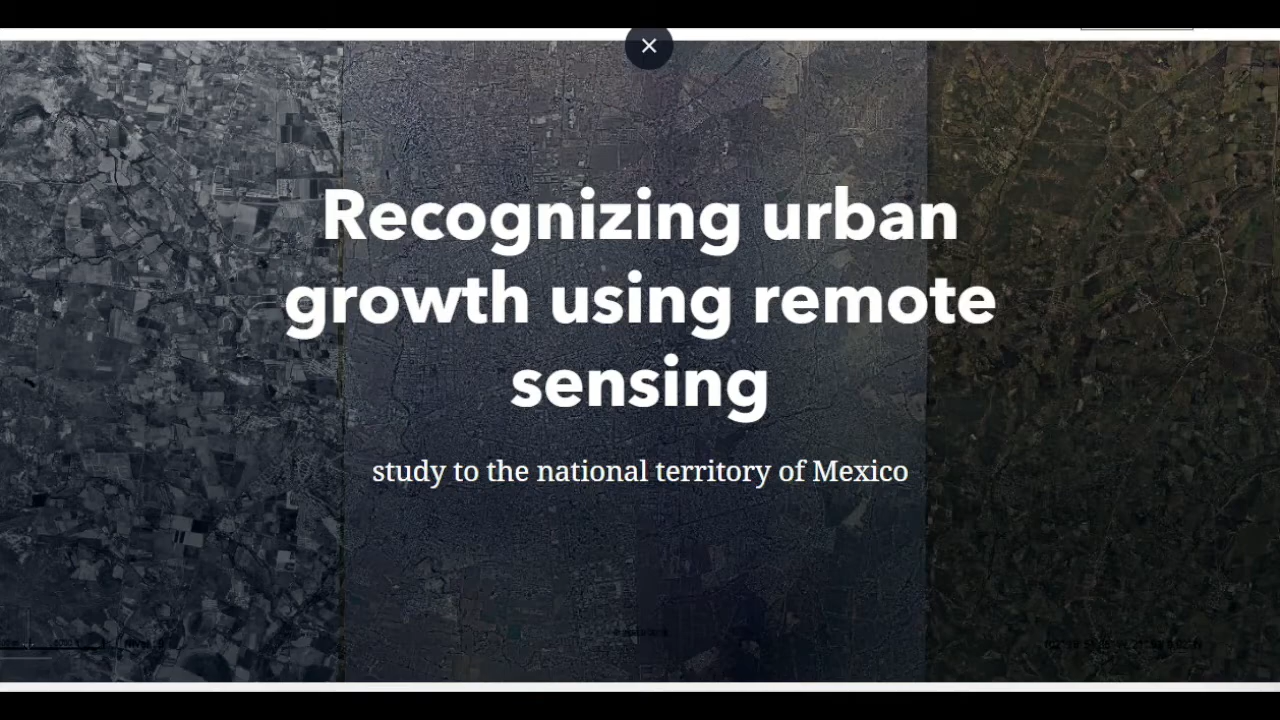 Recognizing urban
growth using remote
sensing
study to the national territory of Mexico